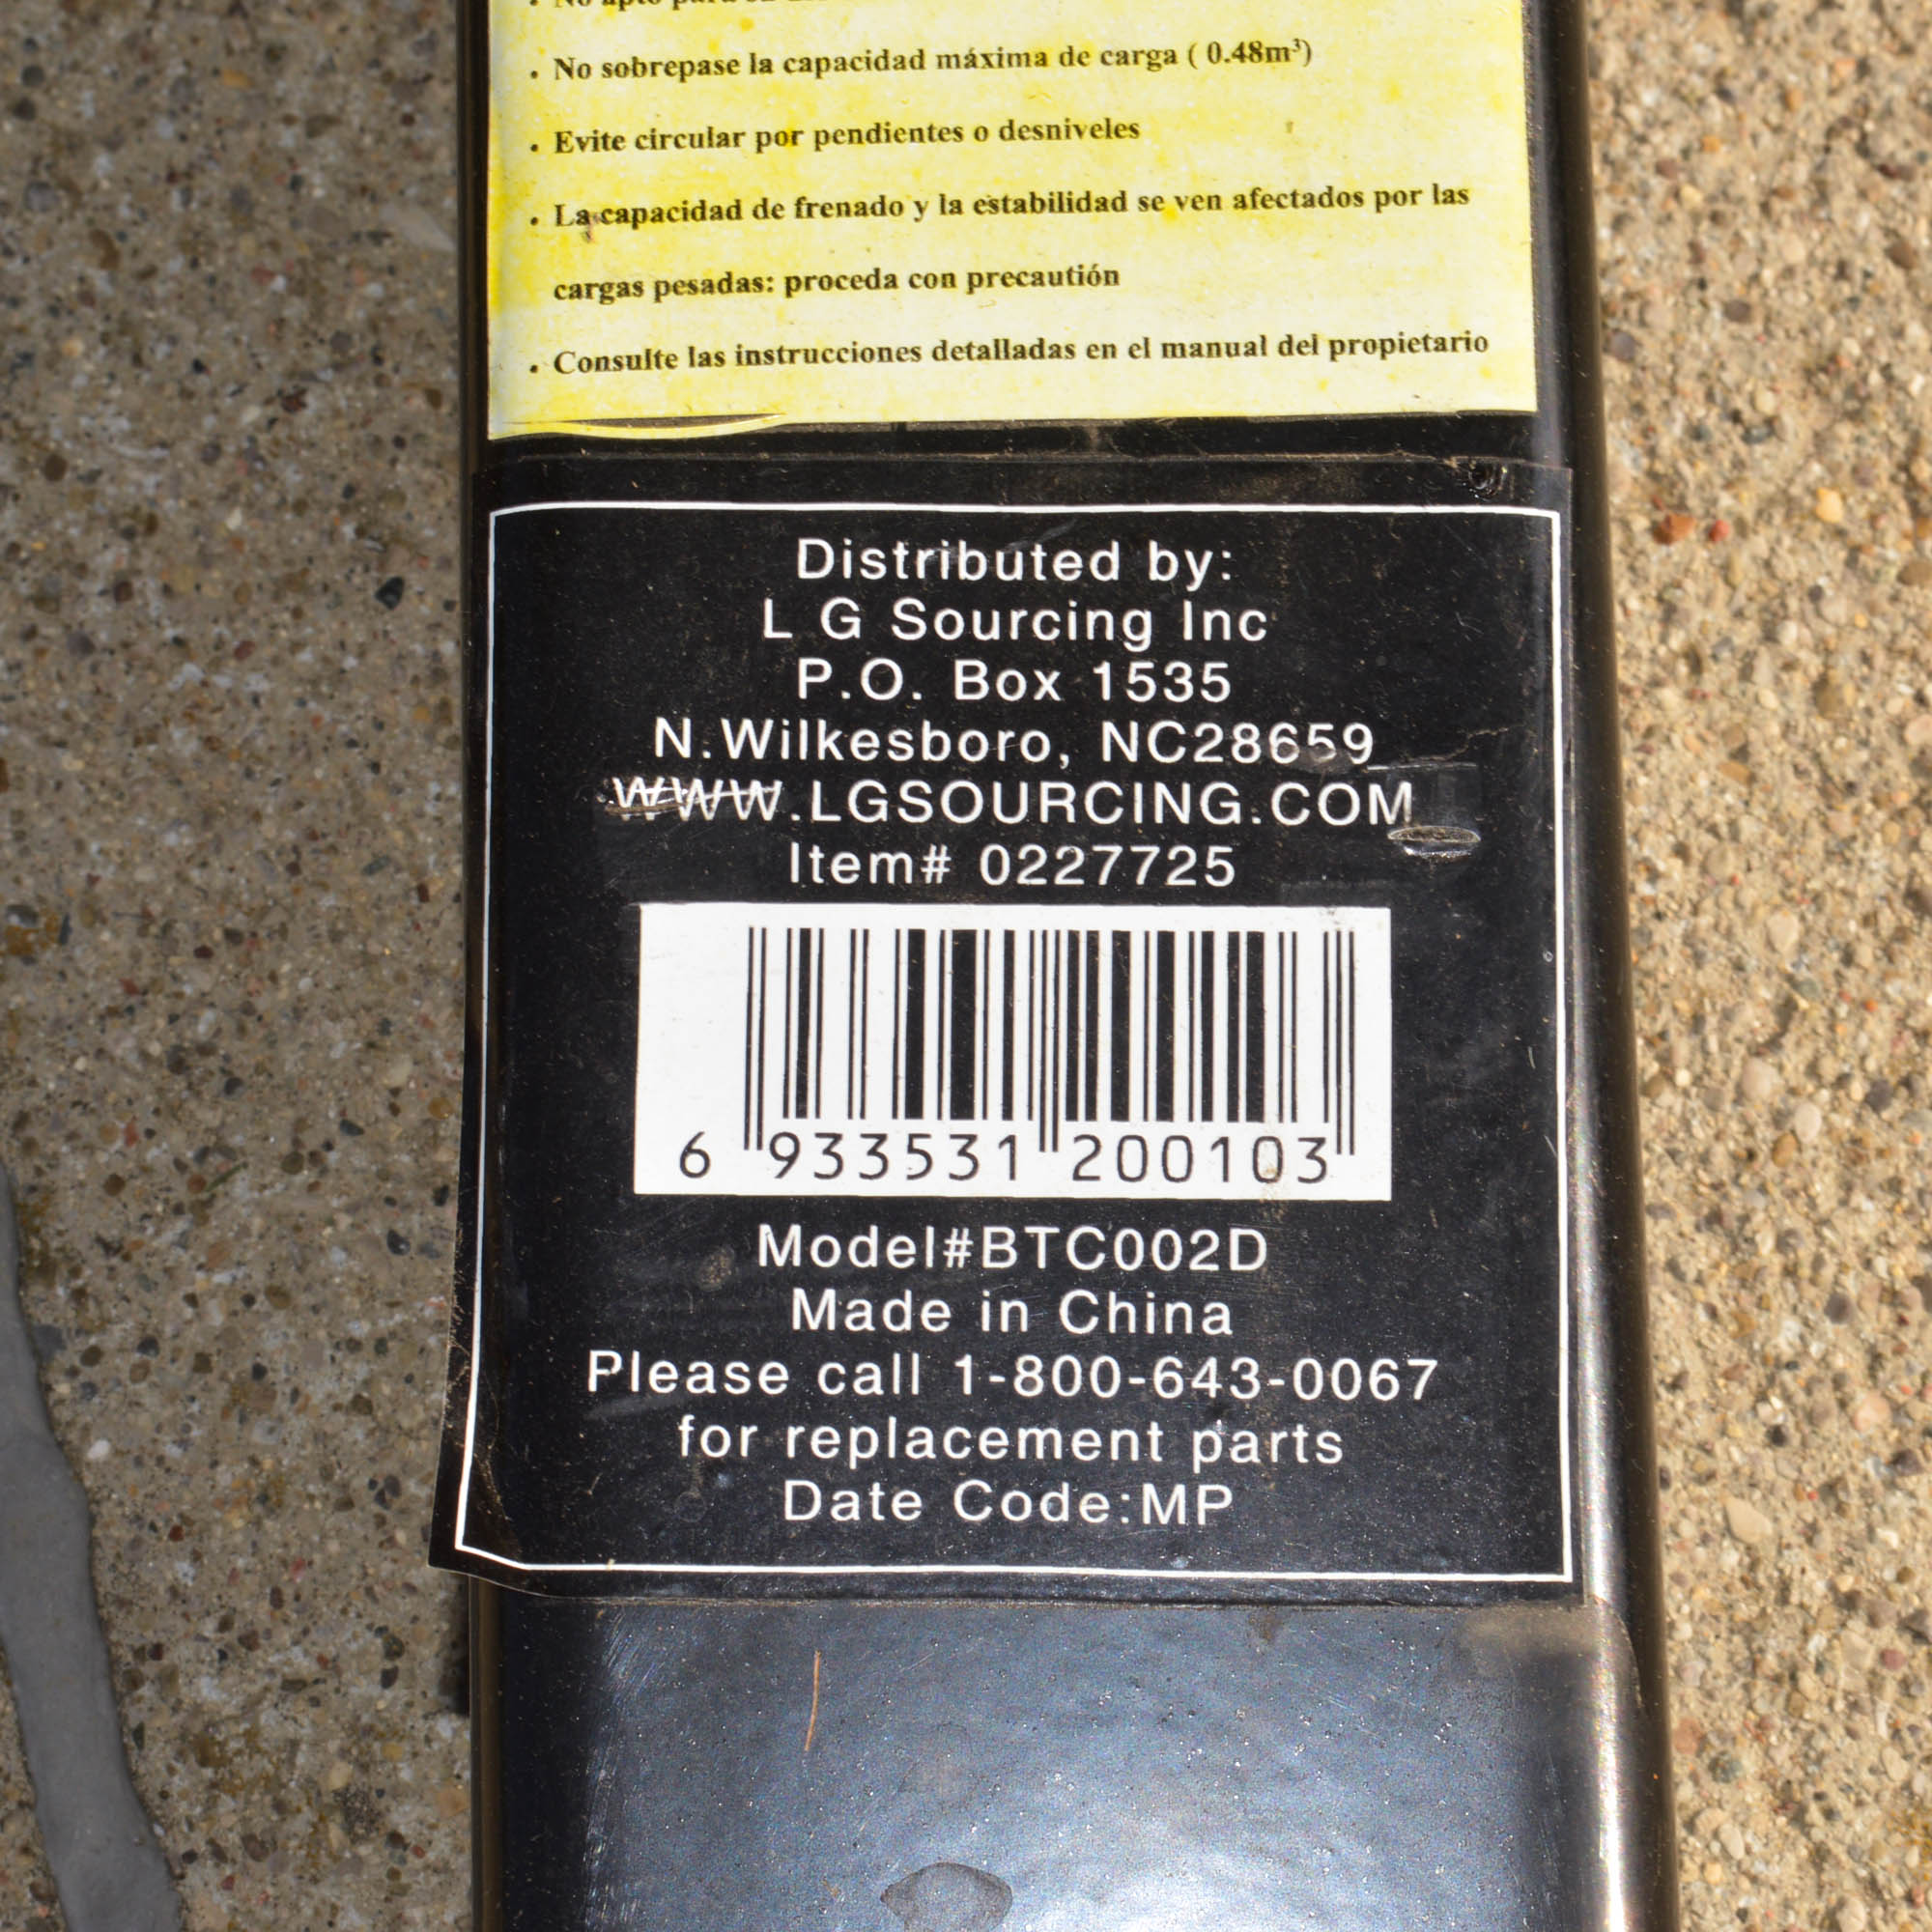 • No apto para
• No sobrepase la capacidad máxima de carga ( 0.48m³)
• Evite circular por pendientes o desniveles
• La capacidad de frenado y la estabilidad se ven afectados por las
cargas pesadas: proceda con precautión
• Consulte las instrucciones detalladas en el manual del propietario
Distributed by:
L G Sourcing Inc
P.O. Box 1535
N.Wilkesboro, NC28659
WWW.LGSOURCING.COM
Item# 0227725
6 933531 200103
Model#BTC002D
Made in China
Please call 1-800-643-0067
for replacement parts
Date Code:MP